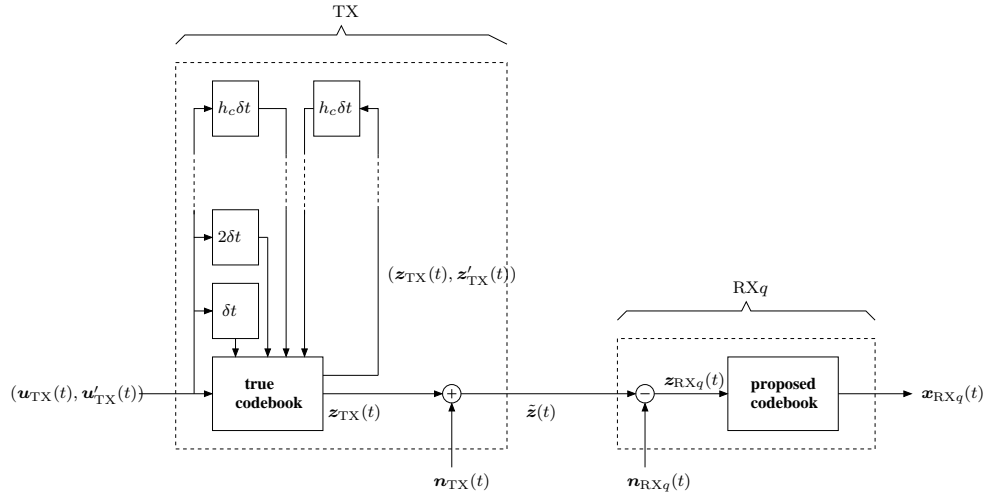 TX
h_c δt
h_c δt
2δt
(z_TX(t), z′_TX(t))
RXq
δt
(u_TX(t), u′_TX(t))
true
codebook
z_TX(t)
+
z̃(t)
−
z_RXq(t)
proposed
codebook
x_RXq(t)
n_TX(t)
n_RXq(t)